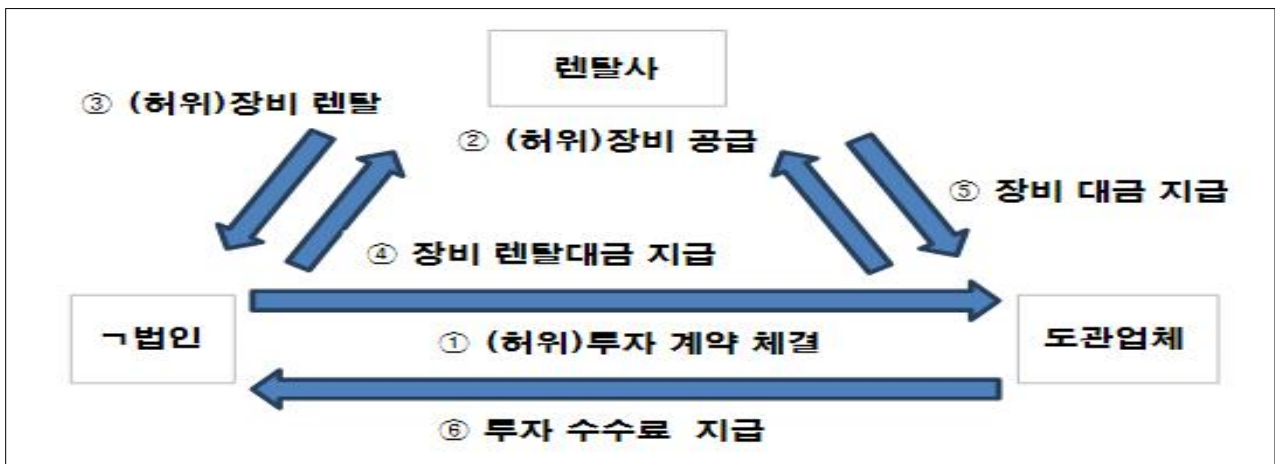 렌탈사
③ (허위)장비 렌탈
② (허위)장비 공급
⑤ 장비 대금 지급
④ 장비 렌탈대금 지급
ㄱ법인
① (허위)투자 계약 체결
도관업체
⑥ 투자 수수료 지급